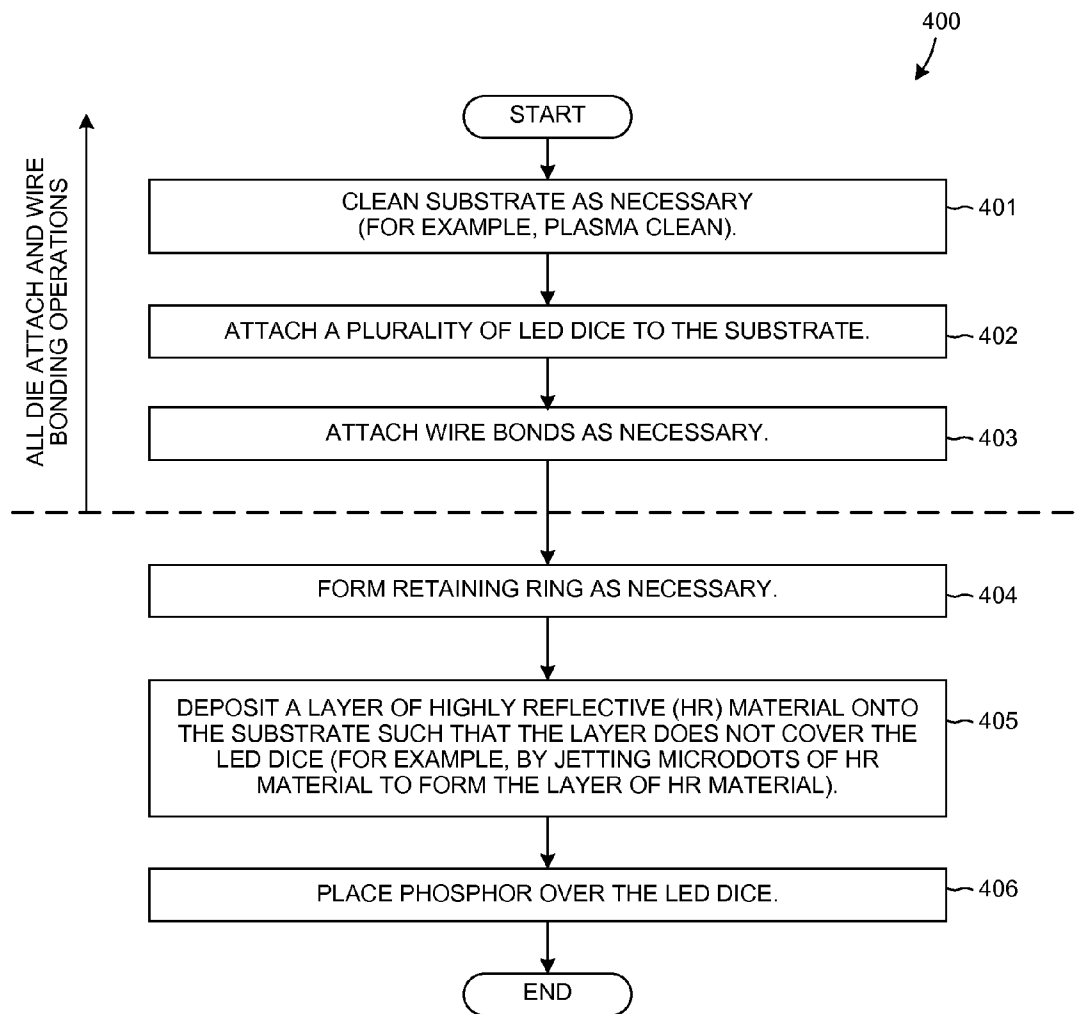 400
START
CLEAN SUBSTRATE AS NECESSARY
(FOR EXAMPLE, PLASMA CLEAN).
401
ATTACH A PLURALITY OF LED DICE TO THE SUBSTRATE.
402
ATTACH WIRE BONDS AS NECESSARY.
403
ALL DIE ATTACH AND WIRE
BONDING OPERATIONS
FORM RETAINING RING AS NECESSARY.
404
DEPOSIT A LAYER OF HIGHLY REFLECTIVE (HR) MATERIAL ONTO
THE SUBSTRATE SUCH THAT THE LAYER DOES NOT COVER THE
LED DICE (FOR EXAMPLE, BY JETTING MICRODOTS OF HR
MATERIAL TO FORM THE LAYER OF HR MATERIAL).
405
PLACE PHOSPHOR OVER THE LED DICE.
406
END